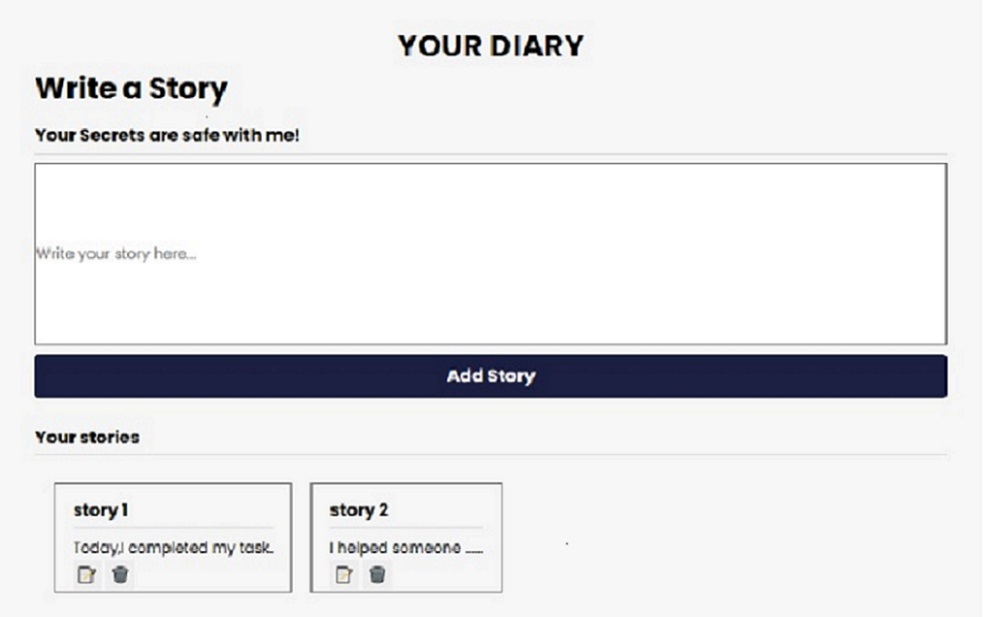 YOUR DIARY
Write a Story
Your Secrets are safe with me!
Write your story here...
Add Story
Your stories
story 1
Today,I completed my task.
story 2
I helped someone .....